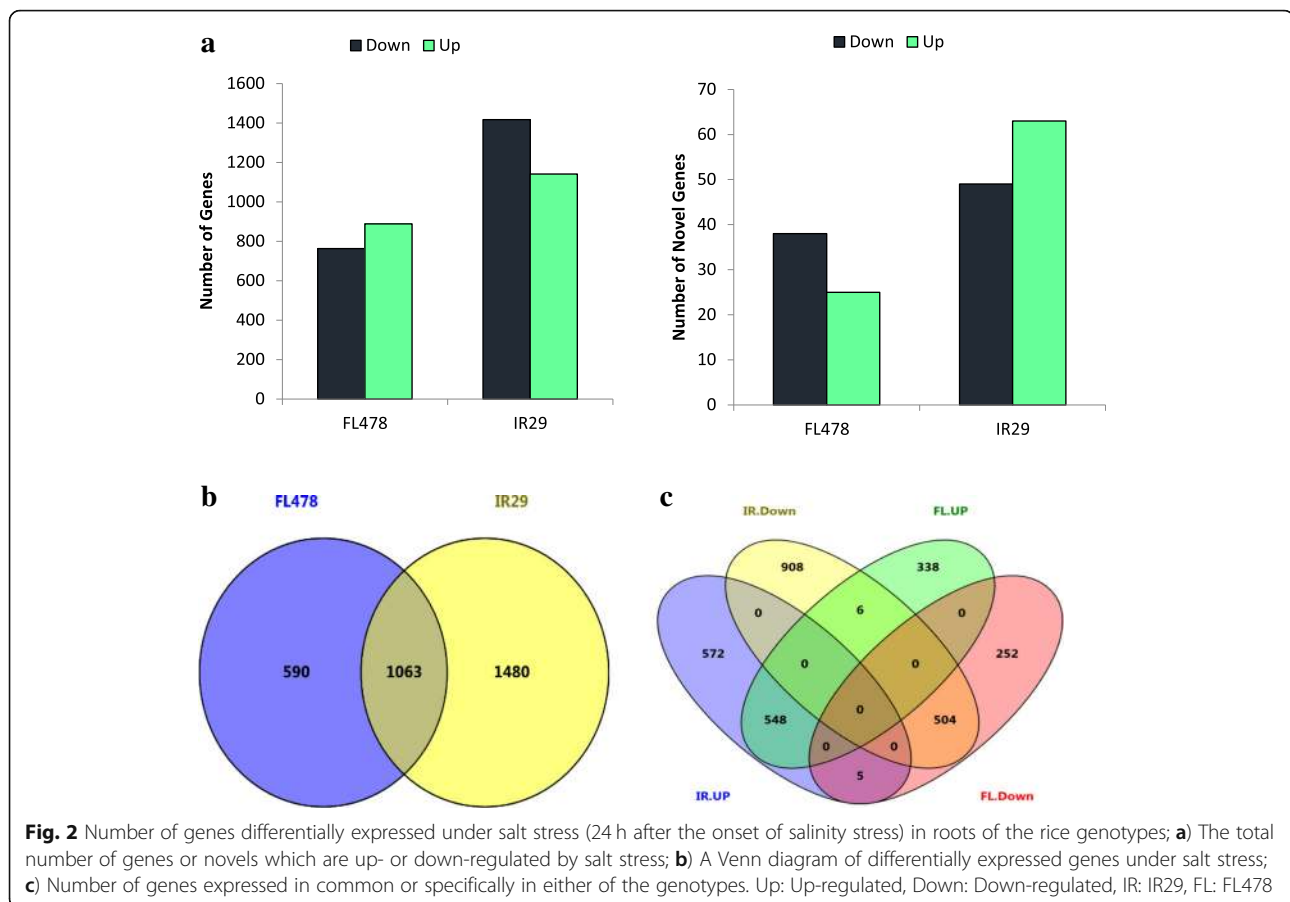 a
Down Up
Number of Genes
1600
1400
1200
1000
800
600
400
200
0
FL478 IR29
Down Up
Number of Novel Genes
70
60
50
40
30
20
10
0
FL478 IR29
b
FL478 IR29
590 1063 1480
c
IR.Down FL.UP
908 338
0 6 0
572 252
0 0
548 0 504
0 0
5
IR.UP FL.Down
Fig. 2 Number of genes differentially expressed under salt stress (24 h after the onset of salinity stress) in roots of the rice genotypes; a) The total
number of genes or novels which are up- or down-regulated by salt stress; b) A Venn diagram of differentially expressed genes under salt stress;
c) Number of genes expressed in common or specifically in either of the genotypes. Up: Up-regulated, Down: Down-regulated, IR: IR29, FL: FL478